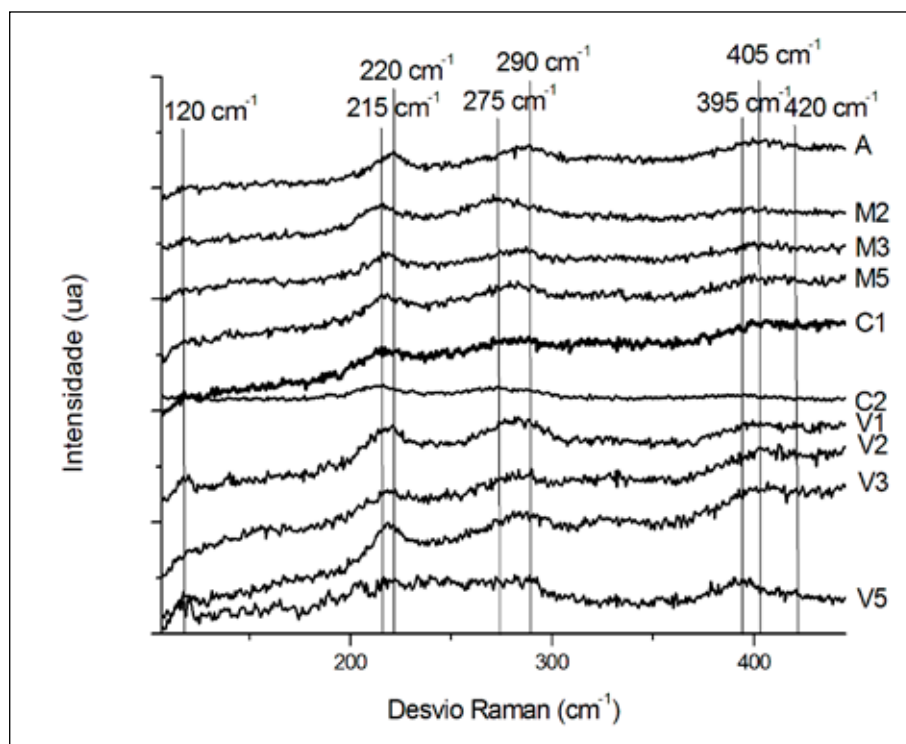 220 cm⁻¹ 290 cm⁻¹ 405 cm⁻¹
120 cm⁻¹ 215 cm⁻¹ 275 cm⁻¹ 395 cm⁻¹ 420 cm⁻¹
A
M2
M3
M5
C1
C2
V1
V2
V3
V5
Intensidade (ua)
200 300 400
Desvio Raman (cm⁻¹)